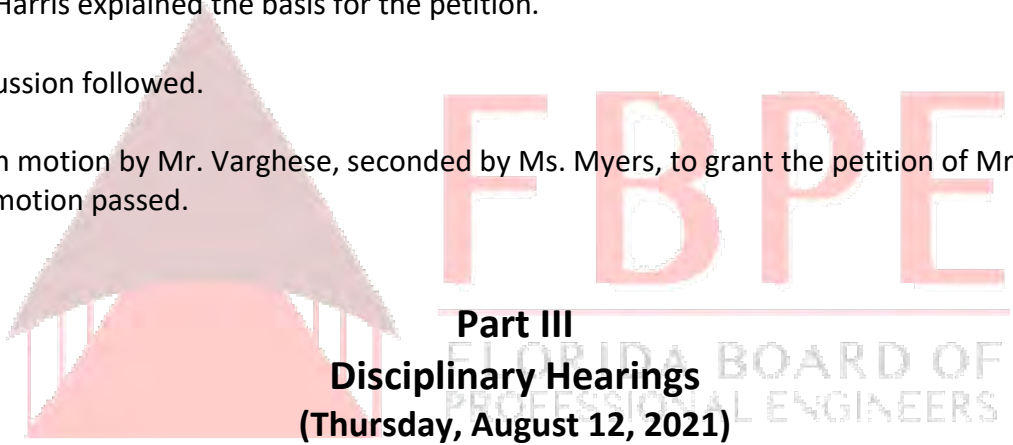 Harris explained the basis for the petition.
ussion followed.
n motion by Mr. Varghese, seconded by Ms. Myers, to grant the petition of Mr
motion passed.
FBPE
Part III
FLORIDA BOARD OF
Disciplinary Hearings
PROFESSIONAL ENGINEERS
(Thursday, August 12, 2021)